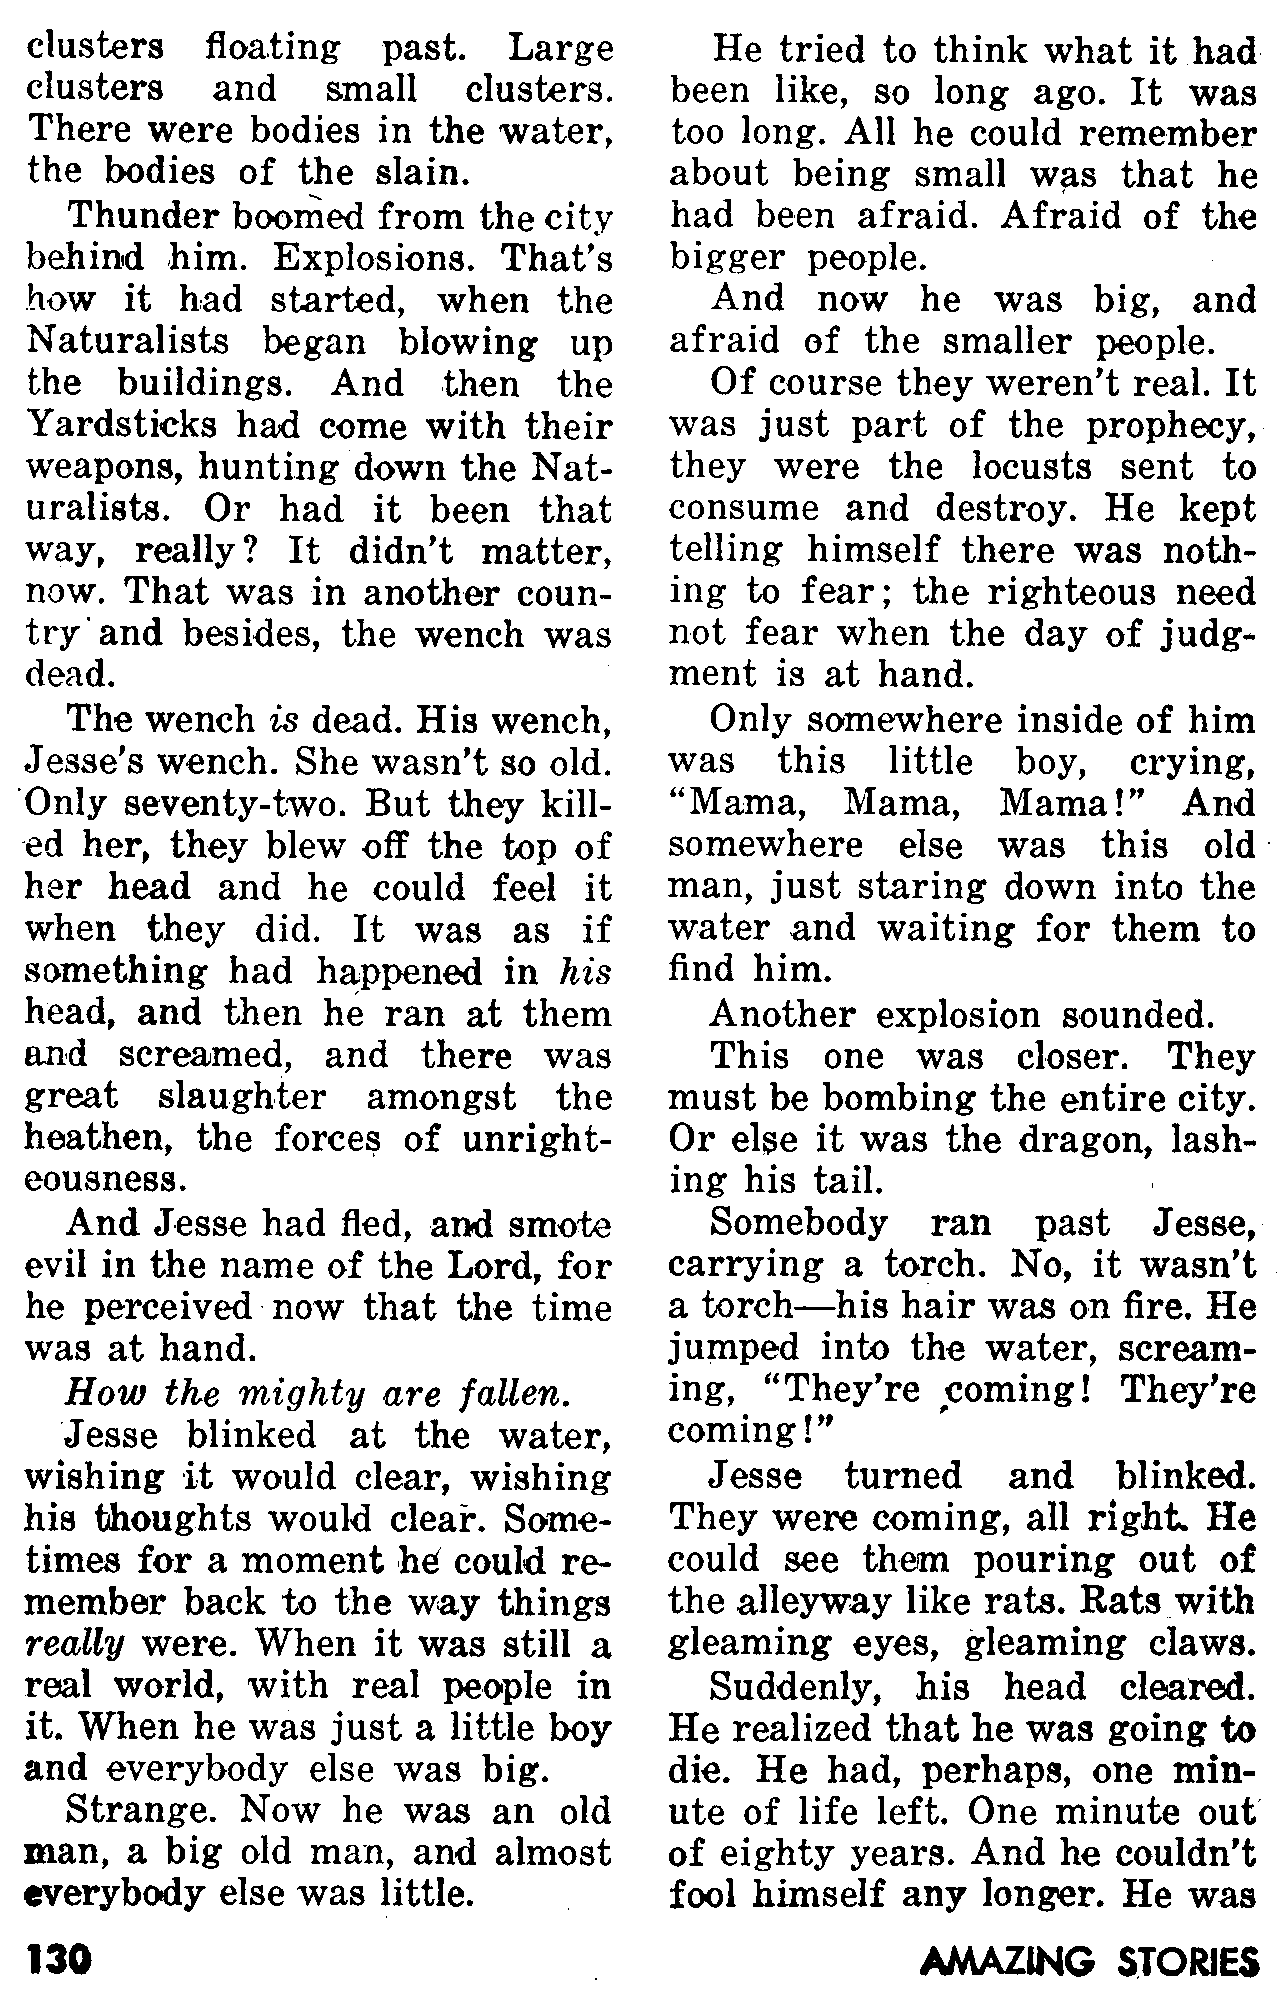 clusters floating past. Large
clusters and small clusters.
There were bodies in the water,
the bodies of the slain.
Thunder boomed from the city
behind him. Explosions. That's
how it had started, when the
Naturalists began blowing up
the buildings. And then the
Yardsticks had come with their
weapons, hunting down the Nat-
uralists. Or had it been that
way, really? It didn't matter,
now. That was in another coun-
try and besides, the wench was
dead.
The wench is dead. His wench,
Jesse's wench. She wasn't so old.
Only seventy-two. But they kill-
ed her, they blew off the top of
her head and he could feel it
when they did. It was as if
something had happened in his
head, and then he ran at them
and screamed, and there was
great slaughter amongst the
heathen, the forces of unright-
eousness.
And Jesse had fled, and smote
evil in the name of the Lord, for
he perceived now that the time
was at hand.
How the mighty are fallen.
Jesse blinked at the water,
wishing it would clear, wishing
his thoughts would clear. Some-
times for a moment he could re-
member back to the way things
really were. When it was still a
real world, with real people in
it. When he was just a little boy
and everybody else was big.
Strange. Now he was an old
man, a big old man, and almost
everybody else was little.
He tried to think what it had
been like, so long ago. It was
too long. All he could remember
about being small was that he
had been afraid. Afraid of the
bigger people.
And now he was big, and
afraid of the smaller people.
Of course they weren't real. It
was just part of the prophecy,
they were the locusts sent to
consume and destroy. He kept
telling himself there was noth-
ing to fear; the righteous need
not fear when the day of judg-
ment is at hand.
Only somewhere inside of him
was this little boy, crying,
“Mama, Mama, Mama!” And
somewhere else was this old
man, just staring down into the
water and waiting for them to
find him.
Another explosion sounded.
This one was closer. They
must be bombing the entire city.
Or else it was the dragon, lash-
ing his tail.
Somebody ran past Jesse,
carrying a torch. No, it wasn't
a torch—his hair was on fire. He
jumped into the water, scream-
ing, “They're coming! They're
coming!”
Jesse turned and blinked.
They were coming, all right. He
could see them pouring out of
the alleyway like rats. Rats with
gleaming eyes, gleaming claws.
Suddenly, his head cleared.
He realized that he was going to
die. He had, perhaps, one min-
ute of life left. One minute out
of eighty years. And he couldn't
fool himself any longer. He was
130
AMAZING STORIES